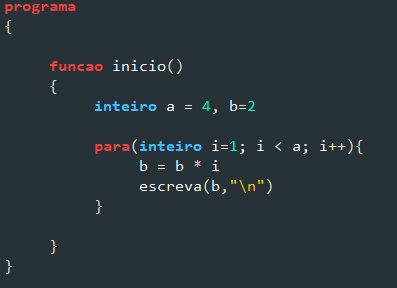 programa
{
funcao inicio()
{
inteiro a = 4, b=2
para(inteiro i=1; i < a; i++){
b = b * i
escreva(b,"\n")
}
}
}